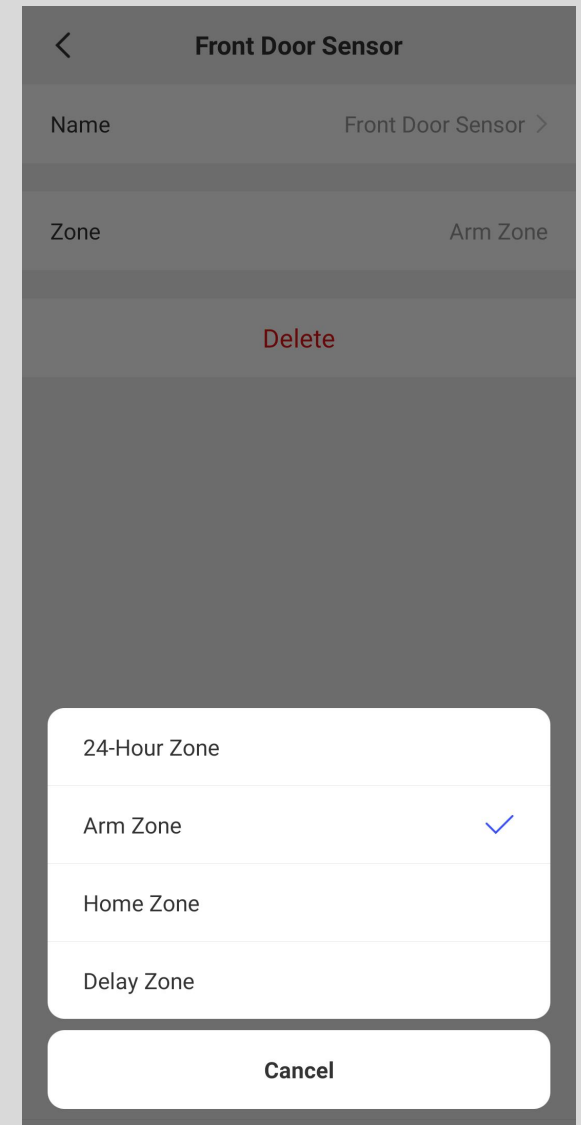 Front Door Sensor
Name Front Door Sensor
Zone Arm Zone
Delete
24-Hour Zone
Arm Zone
Home Zone
Delay Zone
Cancel